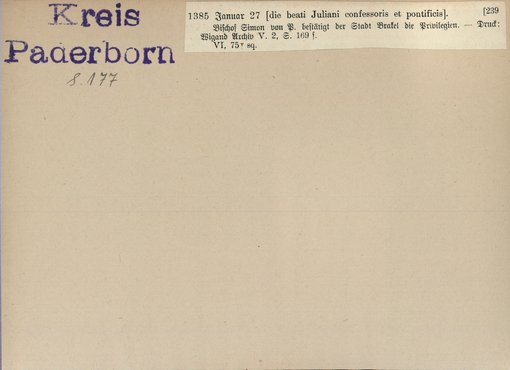 Kreis
Paderborn
S. 177
1385 Januar 27 [die beati Juliani confessoris et pontificis]. [239
Bischof Simon von P. bestätigt der Stadt Brakel die Privilegien. — Druck:
Wigand Archiv V. 2, S. 169 f.
VI, 75v sq.